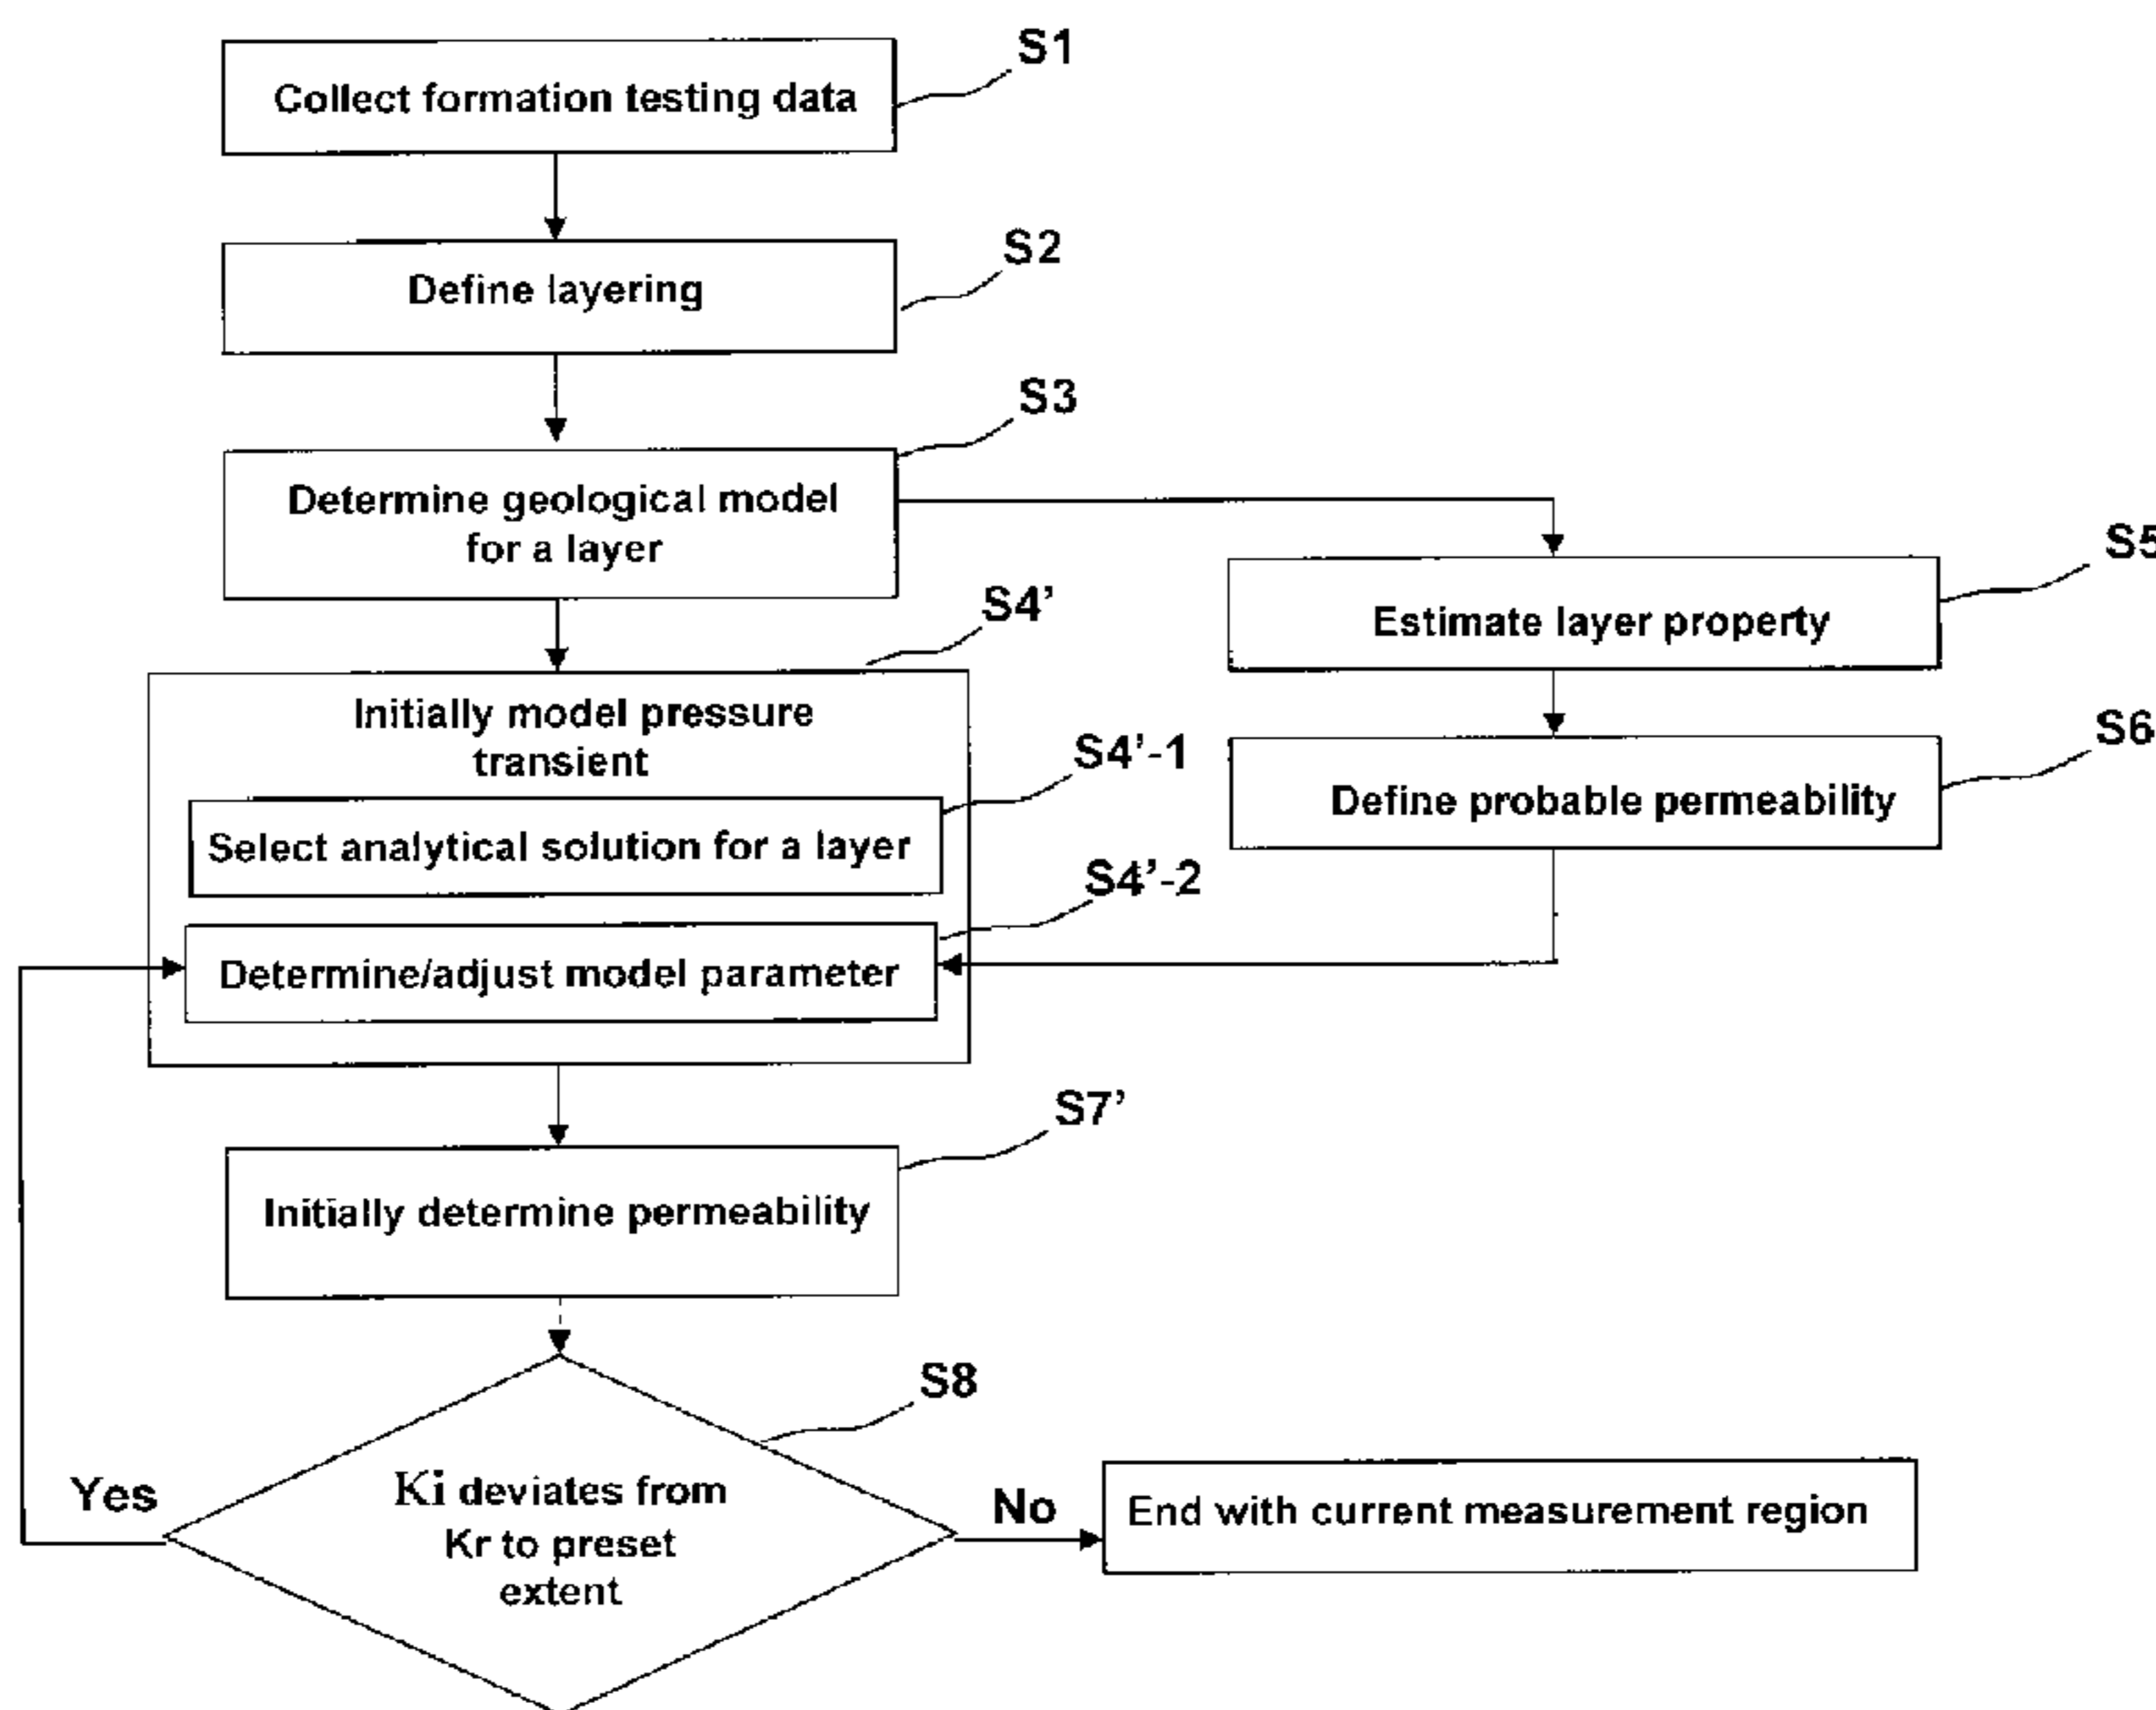 S1
Collect formation testing data
S2
Define layering
S3
Determine geological model
for a layer
S4'
S5
Estimate layer property
Initially model pressure
transient
S4'-1
S6
Select analytical solution for a layer
Define probable permeability
S4'-2
Determine/adjust model parameter
S7'
Initially determine permeability
S8
Yes
Ki deviates from
Kr to preset
extent
No
End with current measurement region